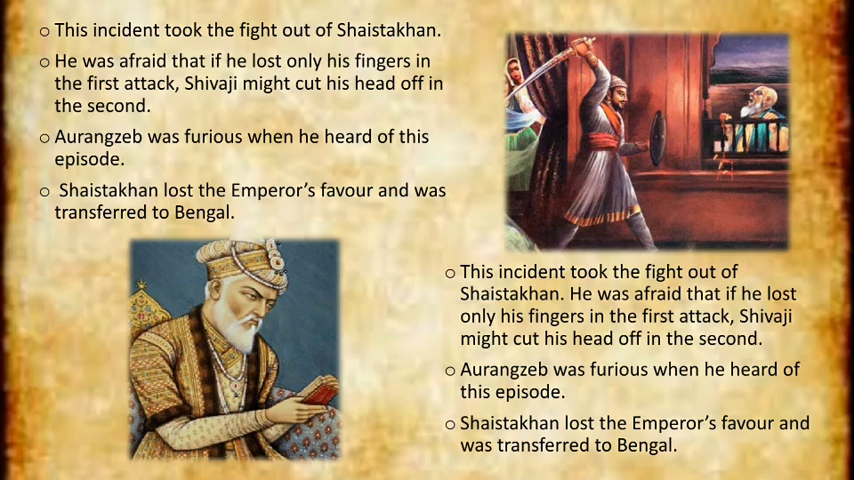 ○ This incident took the fight out of Shaistakhan.
○ He was afraid that if he lost only his fingers in
the first attack, Shivaji might cut his head off in
the second.
○ Aurangzeb was furious when he heard of this
episode.
○ Shaistakhan lost the Emperor’s favour and was
transferred to Bengal.
○ This incident took the fight out of
Shaistakhan. He was afraid that if he lost
only his fingers in the first attack, Shivaji
might cut his head off in the second.
○ Aurangzeb was furious when he heard of
this episode.
○ Shaistakhan lost the Emperor’s favour and
was transferred to Bengal.